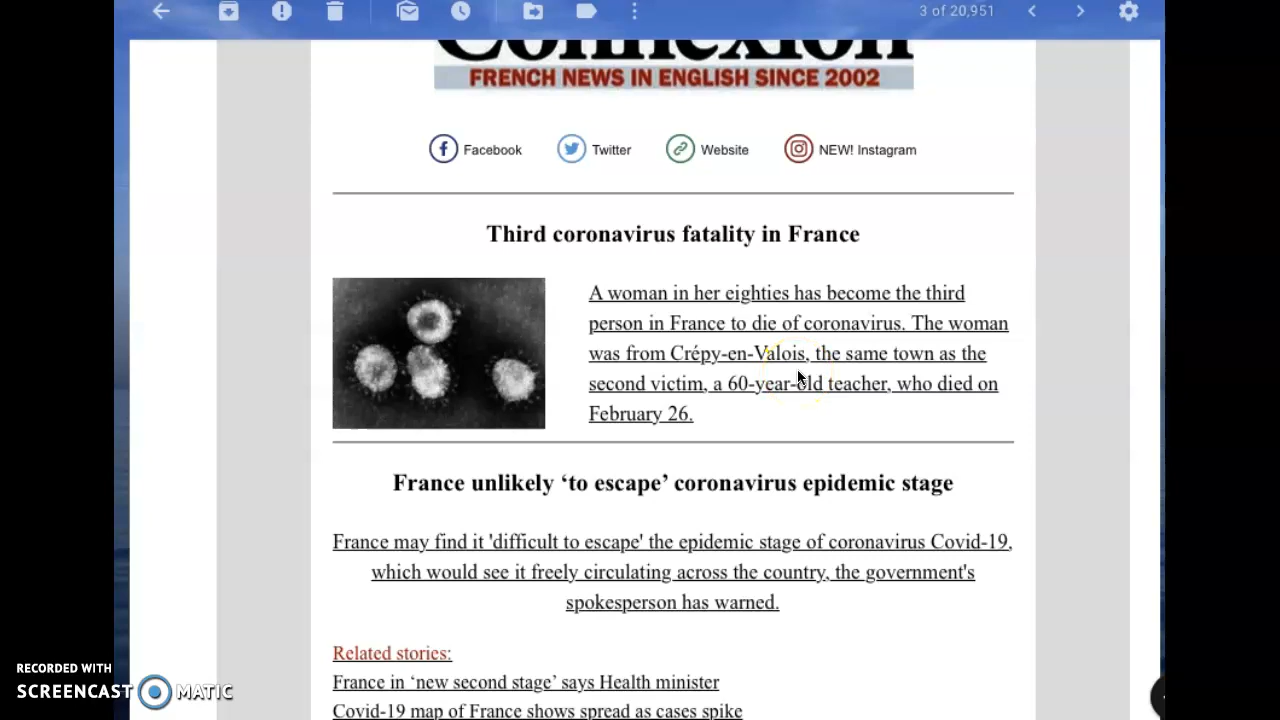 3 of 20,951
Connexion
FRENCH NEWS IN ENGLISH SINCE 2002
Facebook
Twitter
Website
NEW! Instagram
Third coronavirus fatality in France
A woman in her eighties has become the third
person in France to die of coronavirus. The woman
was from Crépy-en-Valois, the same town as the
second victim, a 60-year-old teacher, who died on
February 26.
France unlikely ‘to escape’ coronavirus epidemic stage
France may find it 'difficult to escape' the epidemic stage of coronavirus Covid-19,
which would see it freely circulating across the country, the government's
spokesperson has warned.
Related stories:
France in ‘new second stage’ says Health minister
Covid-19 map of France shows spread as cases spike
RECORDED WITH
SCREENCAST MATIC